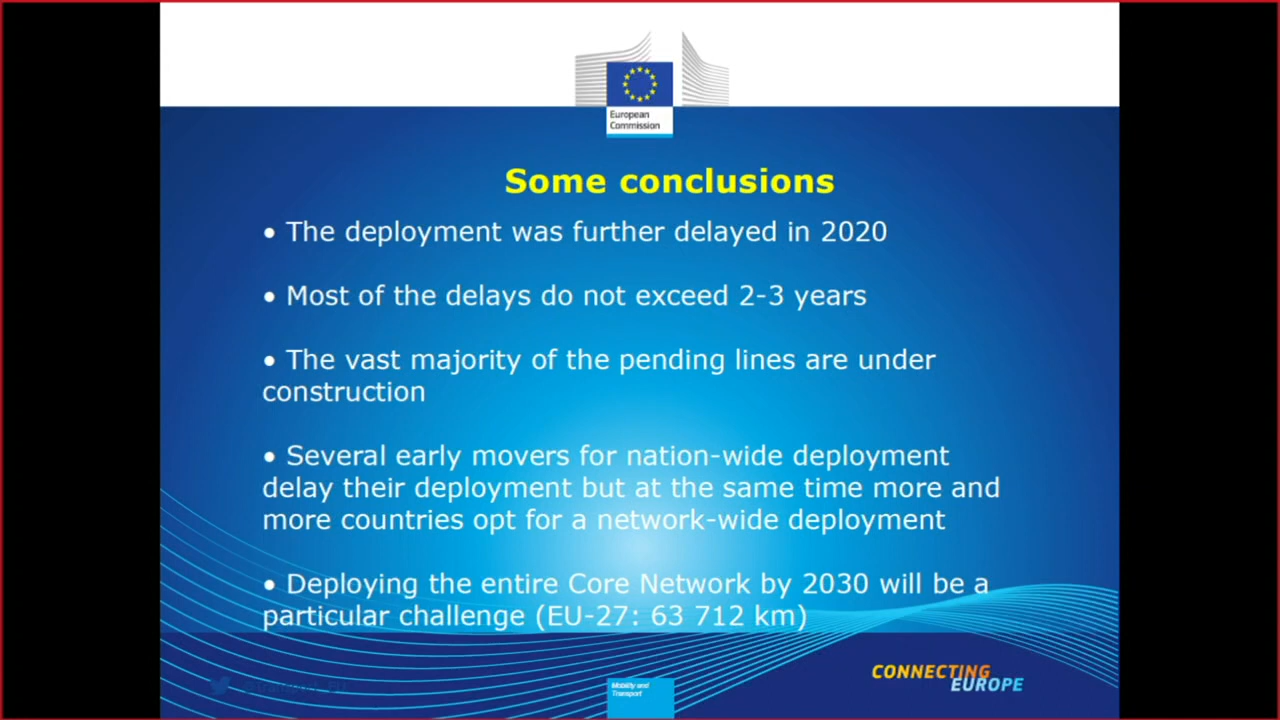 European
Commission
Some conclusions
• The deployment was further delayed in 2020
• Most of the delays do not exceed 2-3 years
• The vast majority of the pending lines are under
construction
• Several early movers for nation-wide deployment
delay their deployment but at the same time more and
more countries opt for a network-wide deployment
• Deploying the entire Core Network by 2030 will be a
particular challenge (EU-27: 63 712 km)
CONNECTING
EUROPE
@transport_EU
Mobility and
Transport